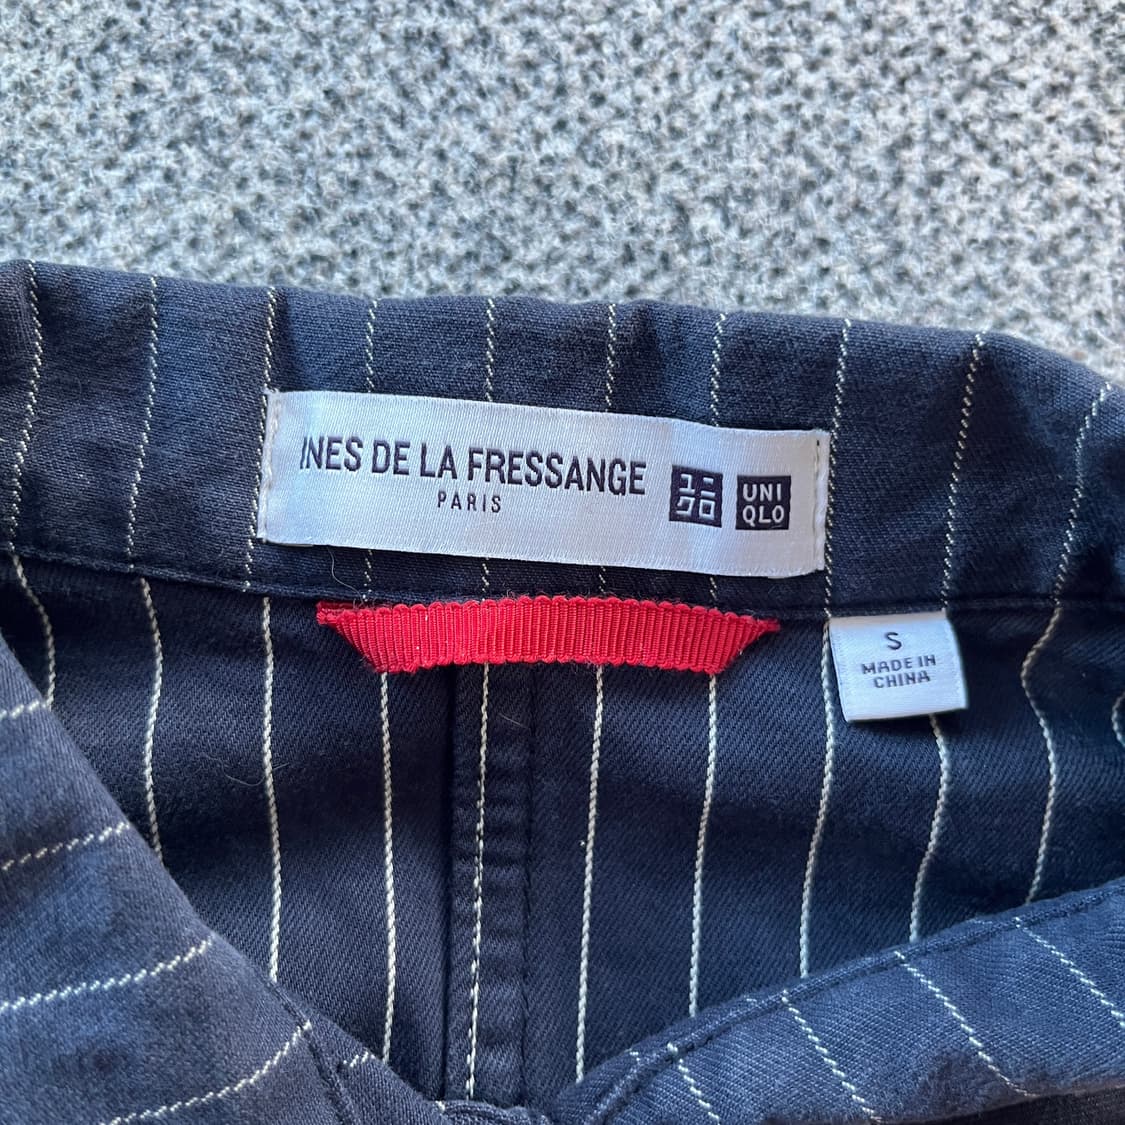 INES DE LA FRESSANGE
PARIS
ユニ
クロ
UNI
QLO
S
MADE IN
CHINA